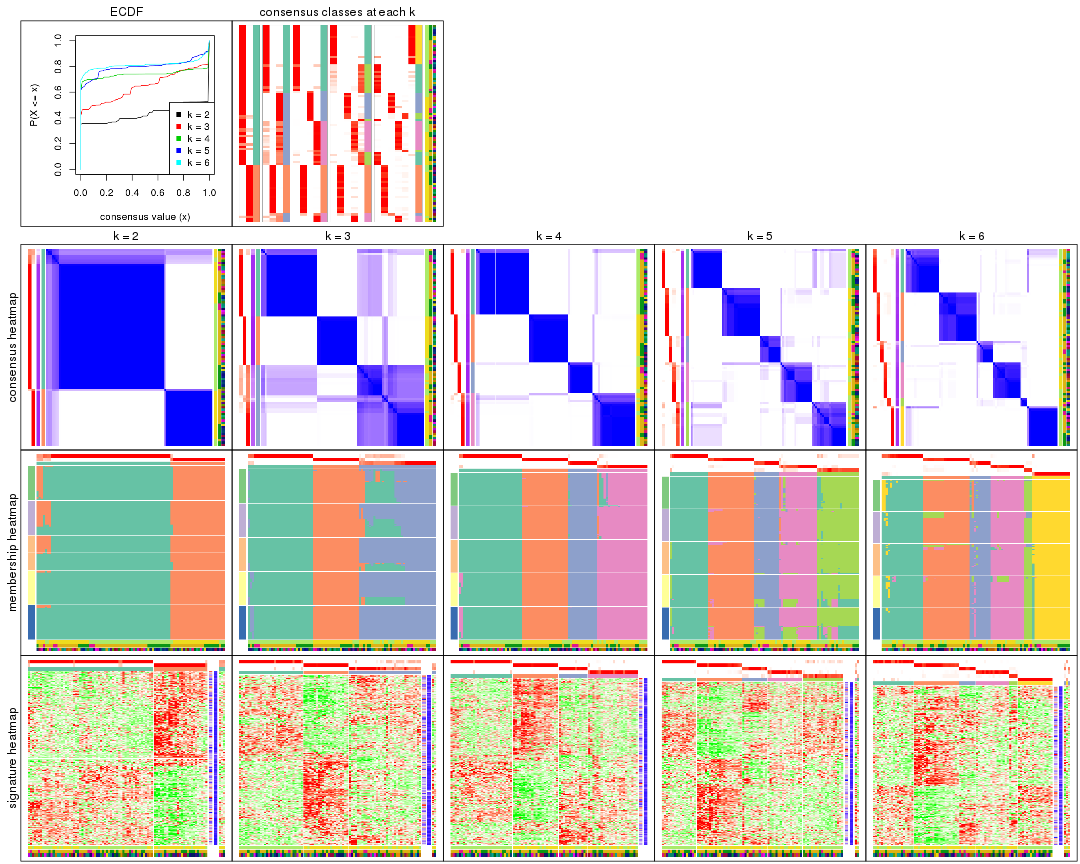 ECDF
consensus classes at each k
P(X <= x)
0.0
0.2
0.4
0.6
0.8
1.0
k = 2
k = 3
k = 4
k = 5
k = 6
0.0
0.2
0.4
0.6
0.8
1.0
consensus value (x)
k = 2
k = 3
k = 4
k = 5
k = 6
consensus heatmap
membership heatmap
signature heatmap